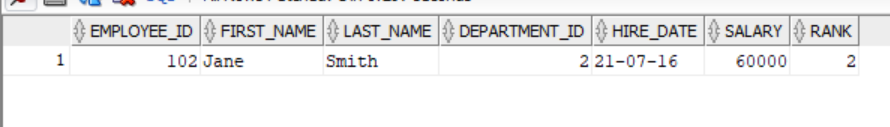 EMPLOYEE_ID FIRST_NAME LAST_NAME DEPARTMENT_ID HIRE_DATE SALARY RANK
1 102 Jane Smith 2 21-07-16 60000 2